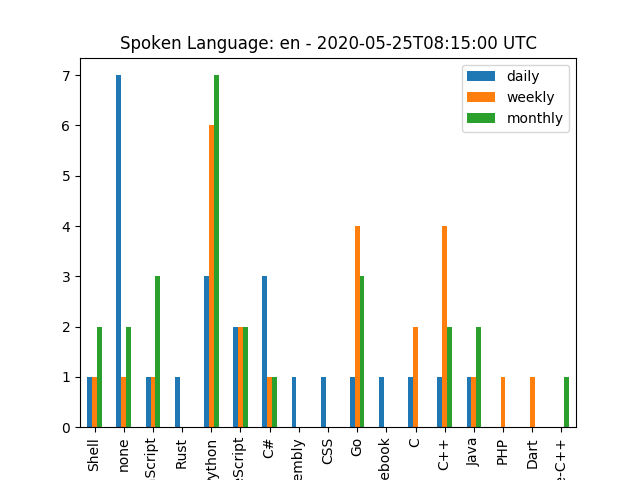 Spoken Language: en - 2020-05-25T08:15:00 UTC
daily
weekly
monthly
7
6
5
4
3
2
1
0
Shell
none
Script
Rust
ython
Script
C#
embly
CSS
Go
ebook
C
C++
Java
PHP
Dart
e-C++